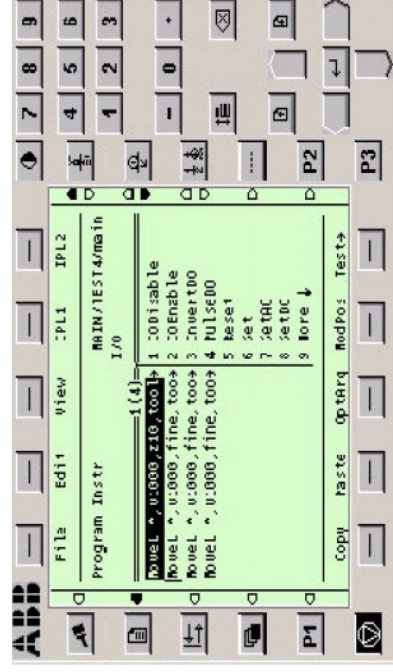 ABB
File Edit View IPL1 IPL2
Program Instr MAIN/TEST4/main
1(4) I/O
MoveL *,v1000,z10,tool→ 1 IODisable
MoveL *,v1000,fine,too→ 2 IOEnable
MoveL *,v1000,fine,too→ 3 InvertDO
MoveL *,v1000,fine,too→ 4 PulseDO
5 Reset
6 Set
7 SetAO
8 SetDO
9 More ↓
Copy Paste OptArg ModPos Test→
P1
P2
P3
7 8 9
4 5 6
1 2 3
- 0 .